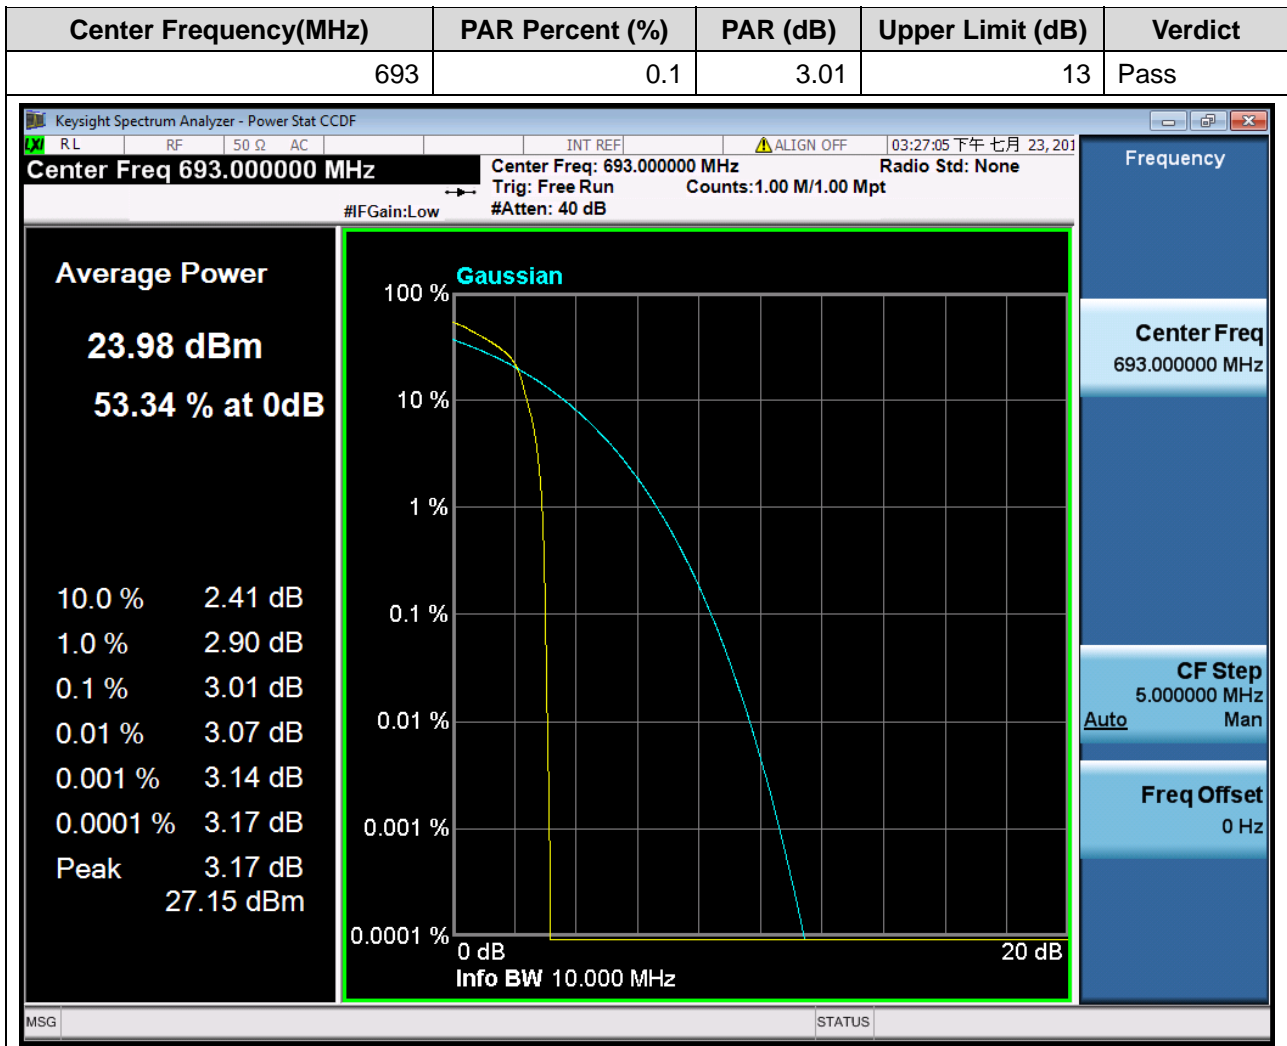 Center Frequency(MHz) PAR Percent (%) PAR (dB) Upper Limit (dB) Verdict
693 0.1 3.01 13 Pass
Keysight Spectrum Analyzer - Power Stat CCDF
LXI RL RF 50 Ω AC INT REF ALIGN OFF 03:27:05 下午 七月 23, 201
Center Freq 693.000000 MHz
Center Freq: 693.000000 MHz Radio Std: None
Trig: Free Run Counts:1.00 M/1.00 Mpt
#IFGain:Low #Atten: 40 dB
Average Power
23.98 dBm
53.34 % at 0dB
10.0 % 2.41 dB
1.0 % 2.90 dB
0.1 % 3.01 dB
0.01 % 3.07 dB
0.001 % 3.14 dB
0.0001 % 3.17 dB
Peak 3.17 dB
27.15 dBm
Gaussian
100 %
10 %
1 %
0.1 %
0.01 %
0.001 %
0.0001 %
0 dB 20 dB
Info BW 10.000 MHz
Frequency
Center Freq
693.000000 MHz
CF Step
5.000000 MHz
Auto Man
Freq Offset
0 Hz
MSG STATUS